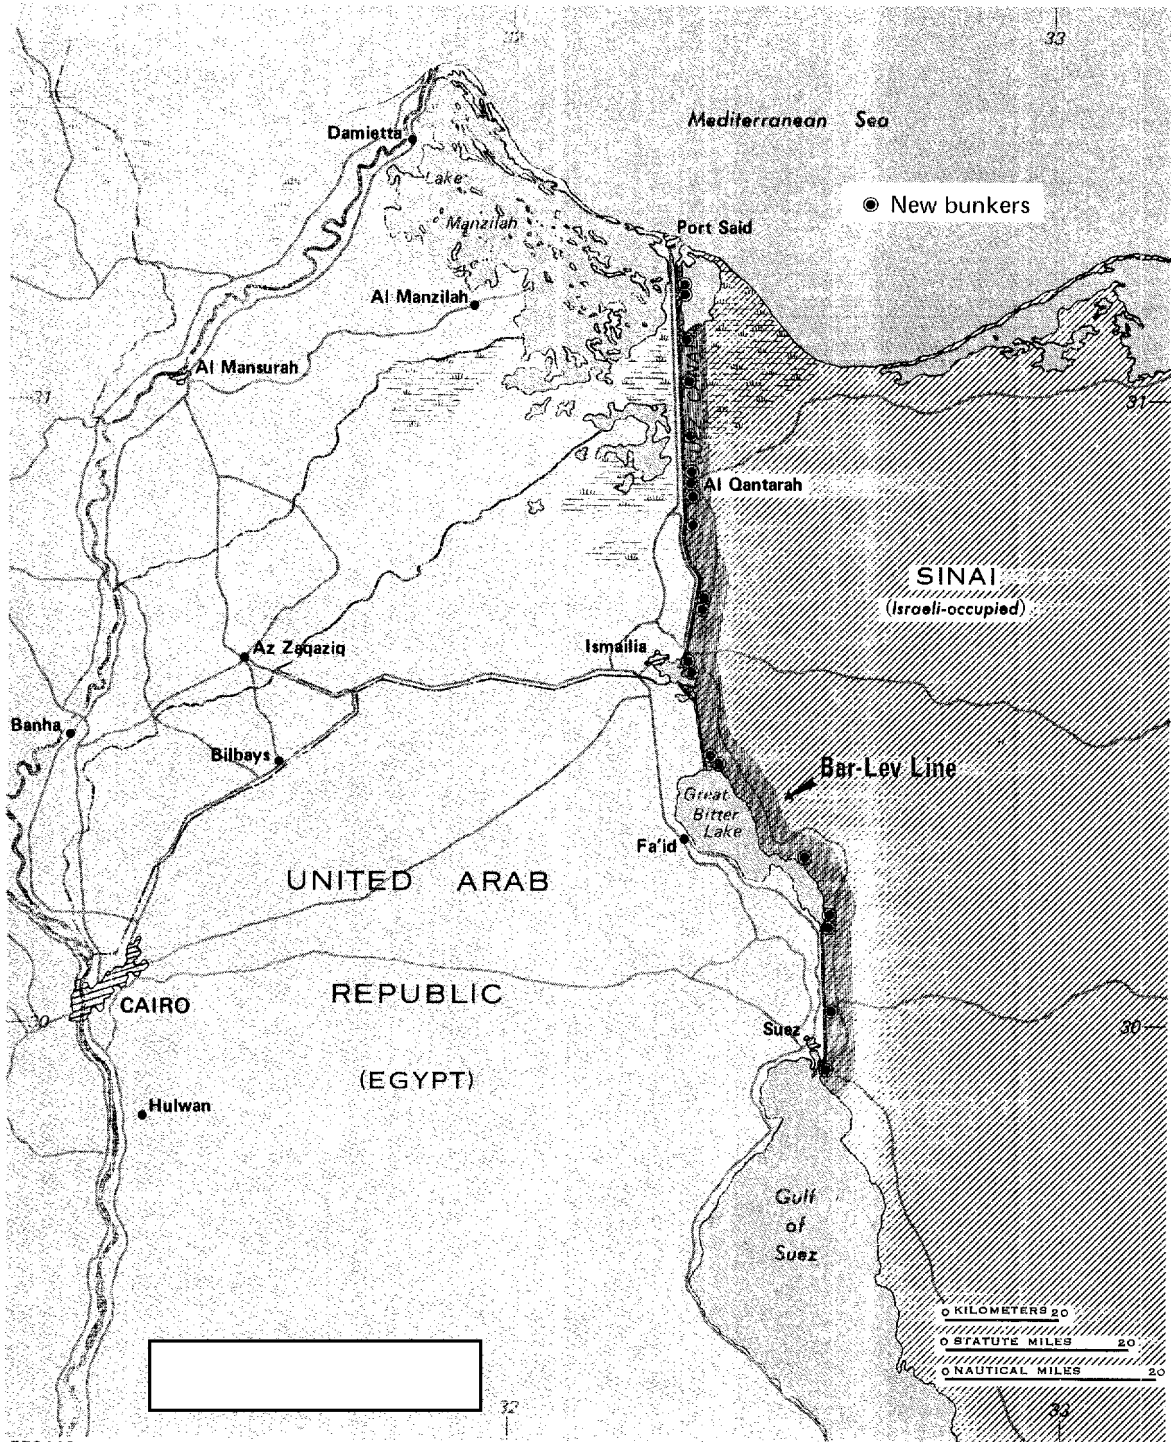 33
Mediterranean Sea
Damietta
Lake
Manzilah
New bunkers
Port Said
Al Manzilah
Al Mansurah
31
31
Al Qantarah
SINAI
(Israeli-occupied)
Ismailia
Az Zaqaziq
Banha
Bilbays
Bar-Lev Line
Great
Bitter
Lake
Fa'id
UNITED ARAB
REPUBLIC
(EGYPT)
CAIRO
30
30
Suez
Hulwan
Gulf
of
Suez
0 KILOMETERS 20
0 STATUTE MILES 20
0 NAUTICAL MILES 20
32
33